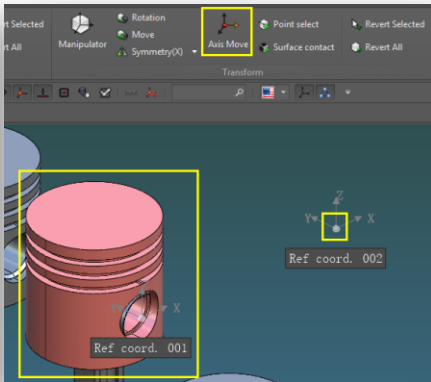 rt Selected
rt All
Manipulator
Rotation
Move
Symmetry(X)
Axis Move
Point select
Surface contact
Revert Selected
Revert All
Transform
Z
Y
X
Ref coord. 002
Y
X
Ref coord. 001